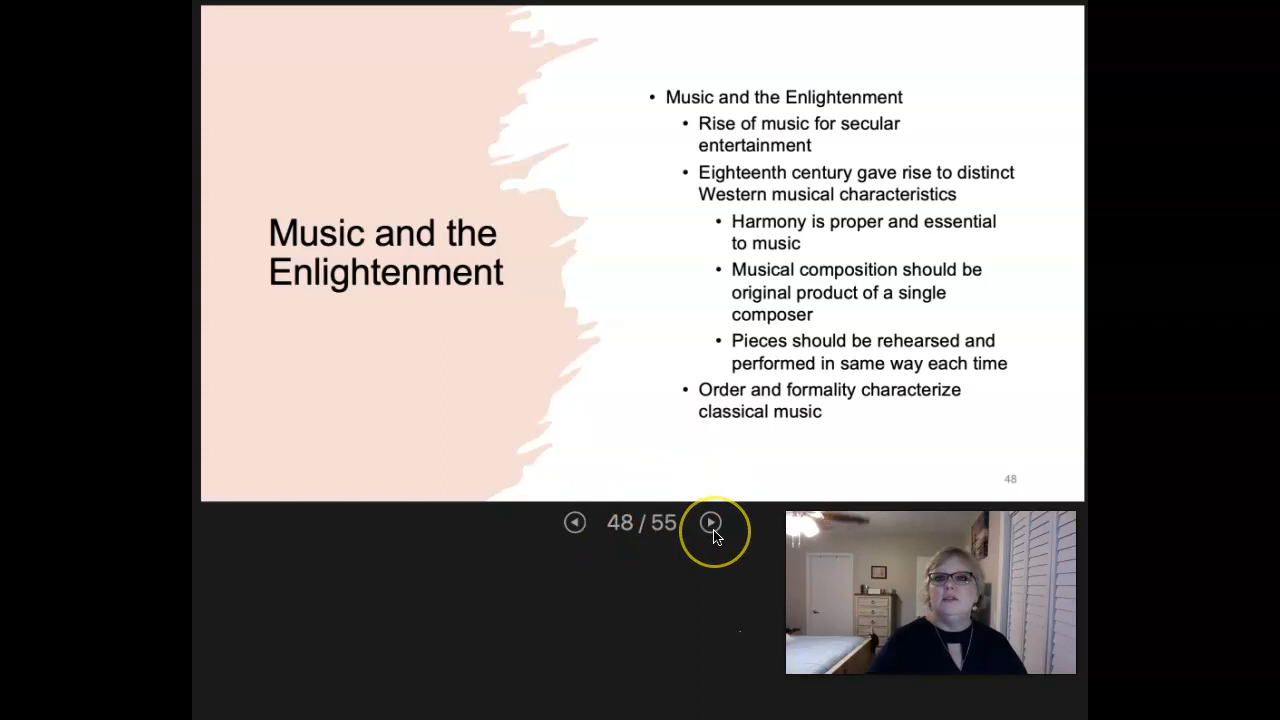 Music and the
Enlightenment
• Music and the Enlightenment
• Rise of music for secular
entertainment
• Eighteenth century gave rise to distinct
Western musical characteristics
• Harmony is proper and essential
to music
• Musical composition should be
original product of a single
composer
• Pieces should be rehearsed and
performed in same way each time
• Order and formality characterize
classical music
48
48 / 55